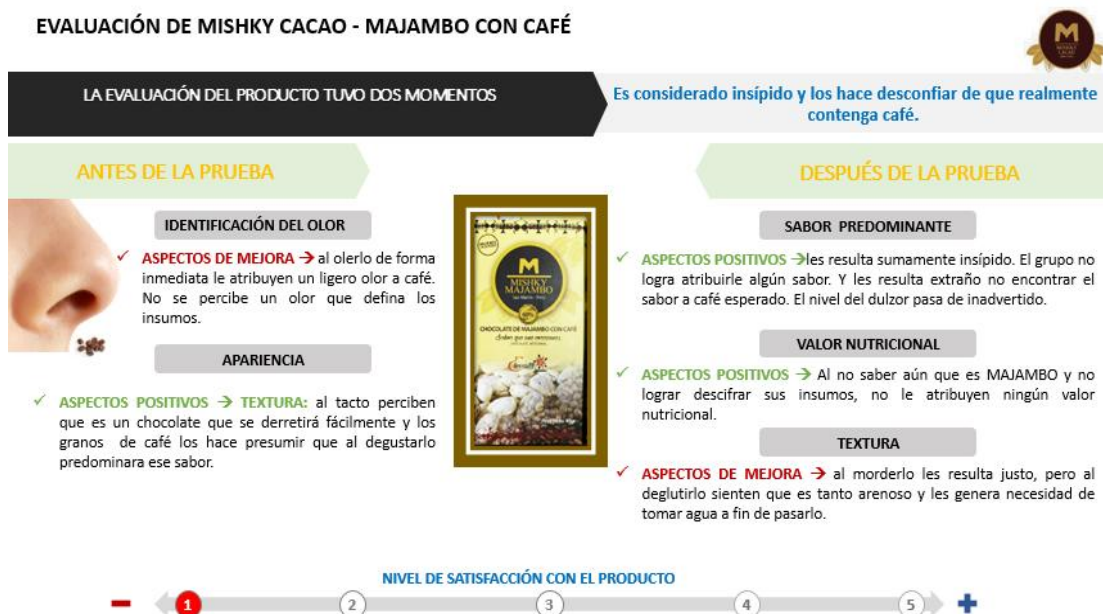 EVALUACIÓN DE MISHKY CACAO - MAJAMBO CON CAFÉ
M
LA EVALUACIÓN DEL PRODUCTO TUVO DOS MOMENTOS
Es considerado insípido y los hace desconfiar de que realmente
contenga café.
ANTES DE LA PRUEBA
IDENTIFICACIÓN DEL OLOR
✓ ASPECTOS DE MEJORA → al olerlo de forma
inmediata le atribuyen un ligero olor a café.
No se percibe un olor que defina los
insumos.
APARIENCIA
✓ ASPECTOS POSITIVOS → TEXTURA: al tacto perciben
que es un chocolate que se derretirá fácilmente y los
granos de café los hace presumir que al degustarlo
predominara ese sabor.
M
MISHKY
MAJAMBO
CHOCOLATE DE MAJAMBO CON CAFÉ
DESPUÉS DE LA PRUEBA
SABOR PREDOMINANTE
✓ ASPECTOS POSITIVOS →les resulta sumamente insípido. El grupo no
logra atribuirle algún sabor. Y les resulta extraño no encontrar el
sabor a café esperado. El nivel del dulzor pasa de inadvertido.
VALOR NUTRICIONAL
✓ ASPECTOS POSITIVOS → Al no saber aún que es MAJAMBO y no
lograr descifrar sus insumos, no le atribuyen ningún valor
nutricional.
TEXTURA
✓ ASPECTOS DE MEJORA → al morderlo les resulta justo, pero al
deglutirlo sienten que es tanto arenoso y les genera necesidad de
tomar agua a fin de pasarlo.
NIVEL DE SATISFACCIÓN CON EL PRODUCTO
− 1 2 3 4 5 +